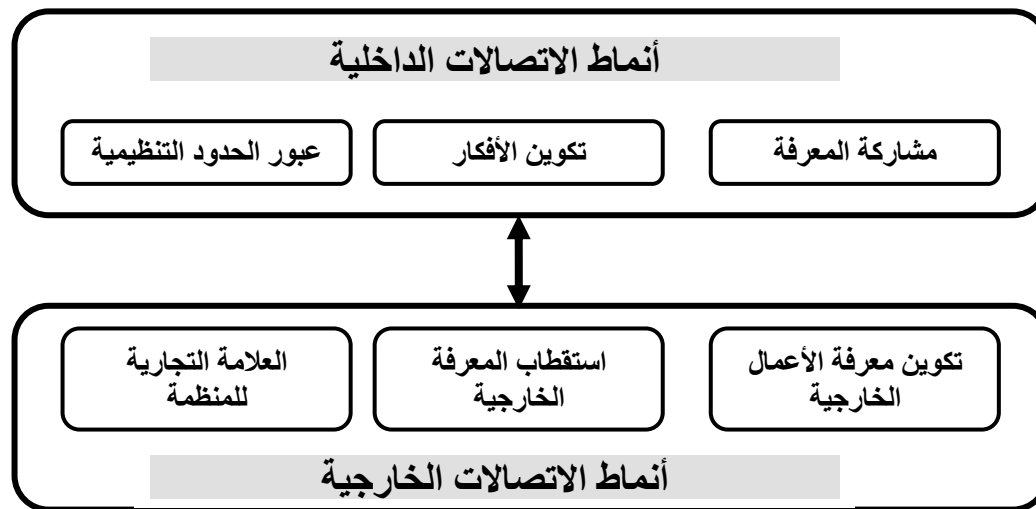 أنماط الاتصالات الداخلية
مشاركة المعرفة
تكوين الأفكار
عبور الحدود التنظيمية
تكوين معرفة الأعمال
الخارجية
استقطاب المعرفة
الخارجية
العلامة التجارية
للمنظمة
أنماط الاتصالات الخارجية